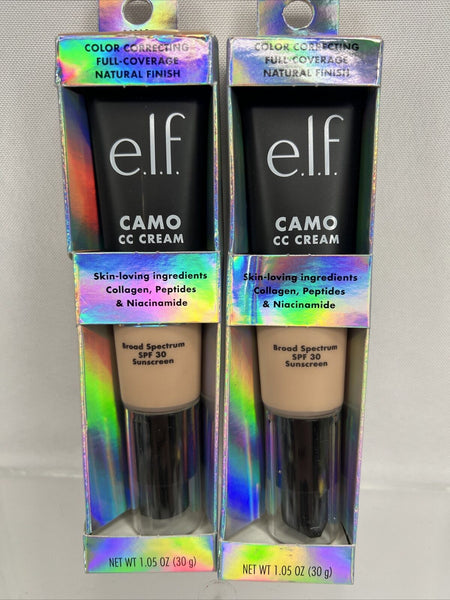 COLOR CORRECTING
FULL-COVERAGE
NATURAL FINISH
e.l.f.
CAMO
CC CREAM
Skin-loving ingredients
Collagen, Peptides
& Niacinamide
Broad Spectrum
SPF 30
Sunscreen
NET WT 1.05 OZ (30 g)
COLOR CORRECTING
FULL-COVERAGE
NATURAL FINISH
e.l.f.
CAMO
CC CREAM
Skin-loving ingredients
Collagen, Peptides
& Niacinamide
Broad Spectrum
SPF 30
Sunscreen
NET WT 1.05 OZ (30 g)